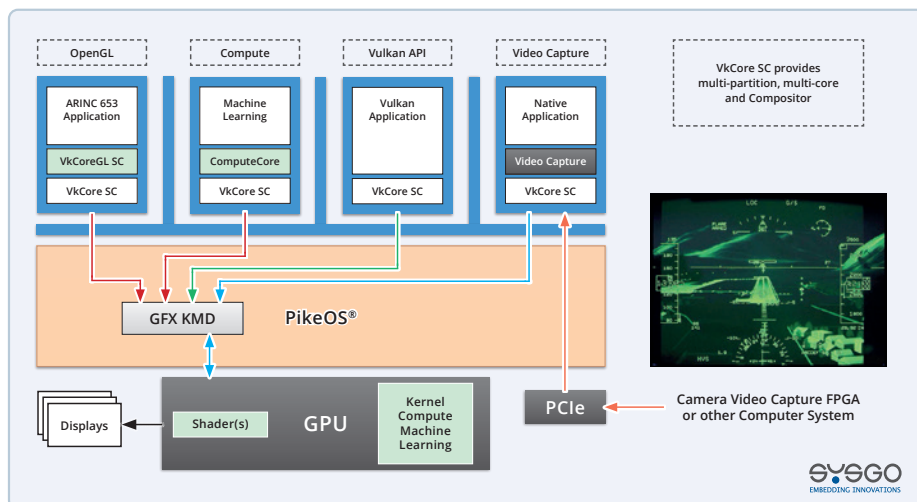 OpenGL
Compute
Vulkan API
Video Capture
VkCore SC provides
multi-partition, multi-core
and Compositor
ARINC 653
Application
VkCoreGL SC
VkCore SC
Machine
Learning
ComputeCore
VkCore SC
Vulkan
Application
VkCore SC
Native
Application
Video Capture
VkCore SC
GFX KMD
PikeOS®
Displays
Shader(s)
GPU
Kernel
Compute
Machine
Learning
PCIe
Camera Video Capture FPGA
or other Computer System
SYSGO
EMBEDDING INNOVATIONS